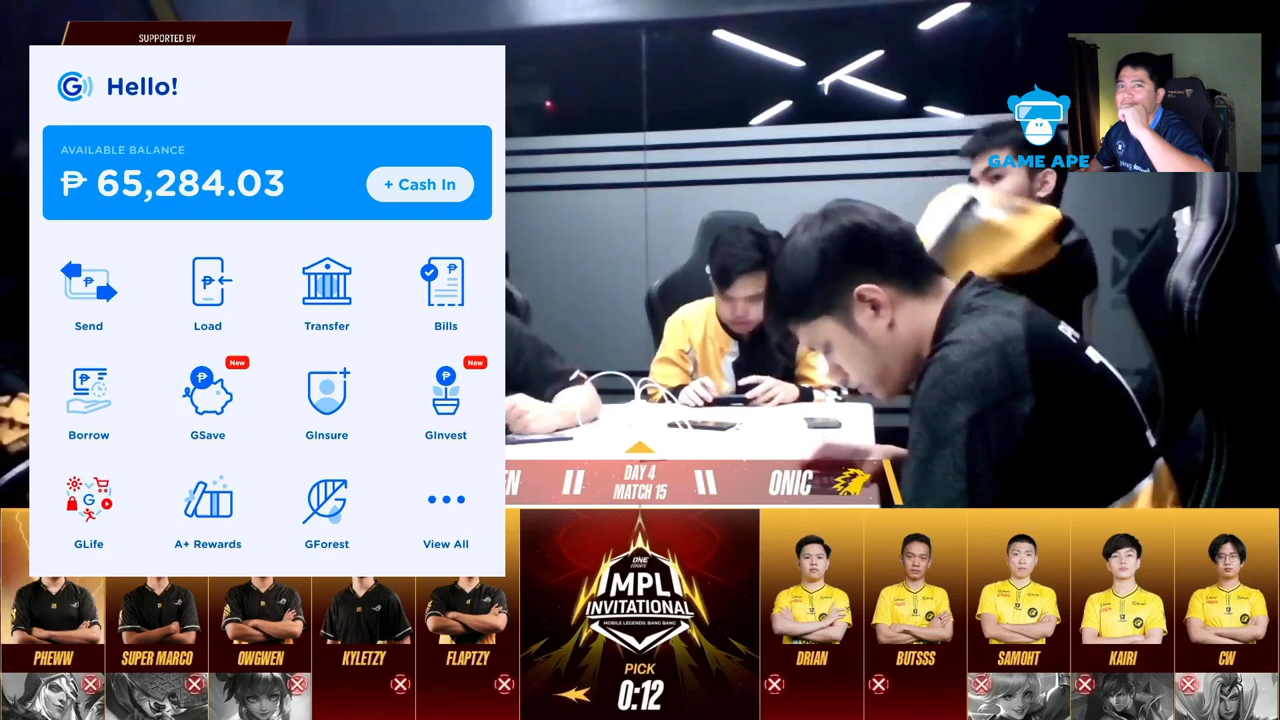 SUPPORTED BY
G Hello!
AVAILABLE BALANCE
₱ 65,284.03
+ Cash In
Send
Load
Transfer
Bills
New
New
Borrow
GSave
GInsure
GInvest
GLife
A+ Rewards
GForest
View All
GAME APE
DAY 4
MATCH 15
ONIC
ONE
ESPORTS
MPL
INVITATIONAL
MOBILE LEGENDS: BANG BANG
PICK
0:12
PHEWW
SUPER MARCO
OWGWEN
KYLETZY
FLAPTZY
DRIAN
BUTSSS
SAMOHT
KAIRI
CW